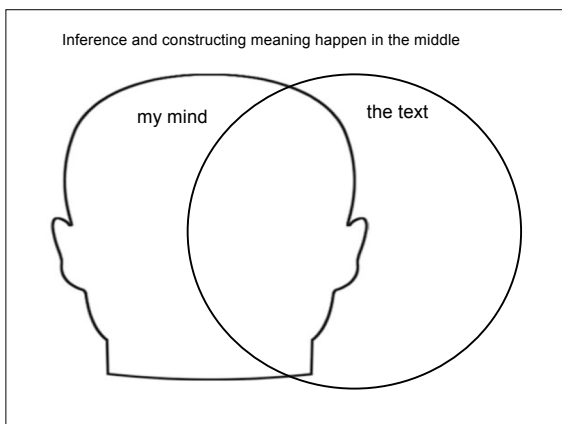 Inference and constructing meaning happen in the middle
my mind
the text